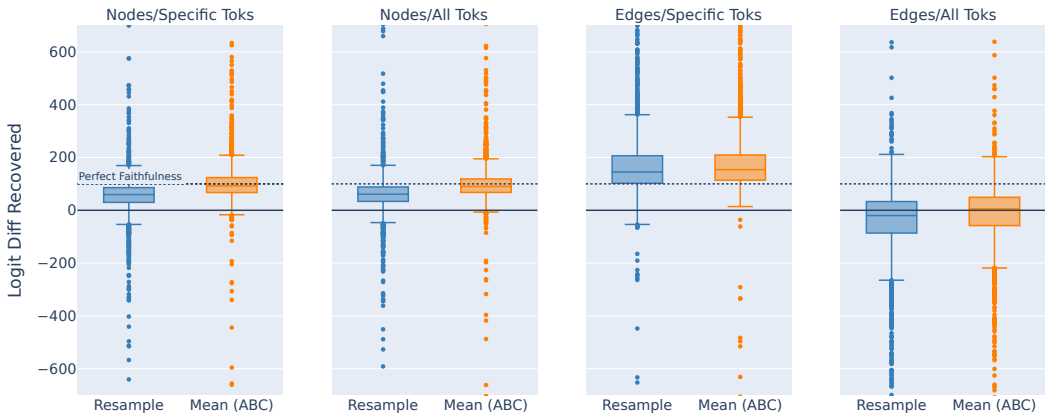 Nodes/Specific Toks
Nodes/All Toks
Edges/Specific Toks
Edges/All Toks
Logit Diff Recovered
600
400
200
0
−200
−400
−600
Perfect Faithfulness
Resample
Mean (ABC)
Resample
Mean (ABC)
Resample
Mean (ABC)
Resample
Mean (ABC)